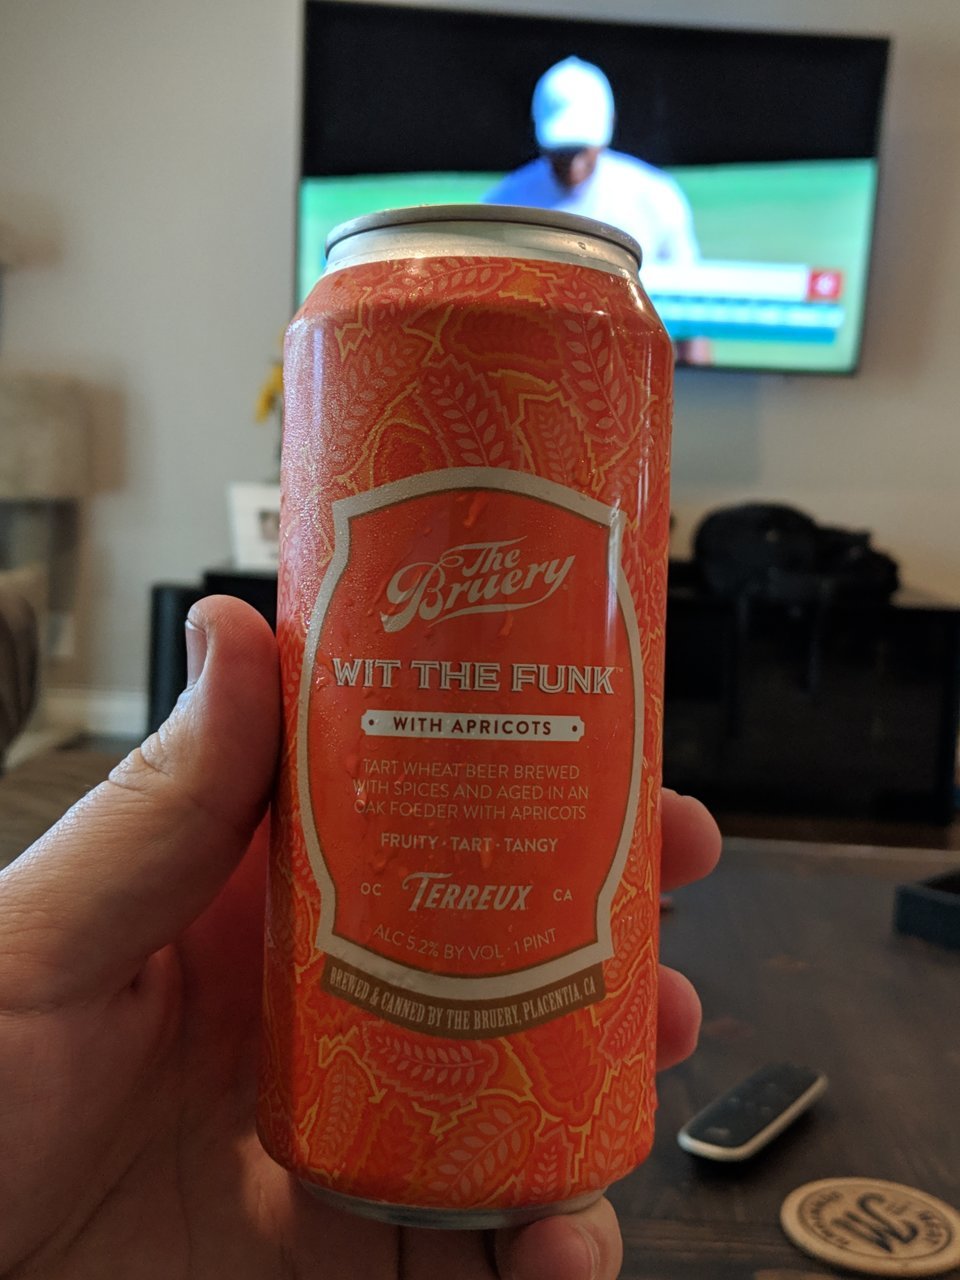 The
Bruery
WIT THE FUNK™
WITH APRICOTS
TART WHEAT BEER BREWED
WITH SPICES AND AGED IN AN
OAK FOEDER WITH APRICOTS
FRUITY · TART · TANGY
OC TERREUX CA
ALC 5.2% BY VOL · 1 PINT
BREWED & CANNED BY THE BRUERY, PLACENTIA, CA